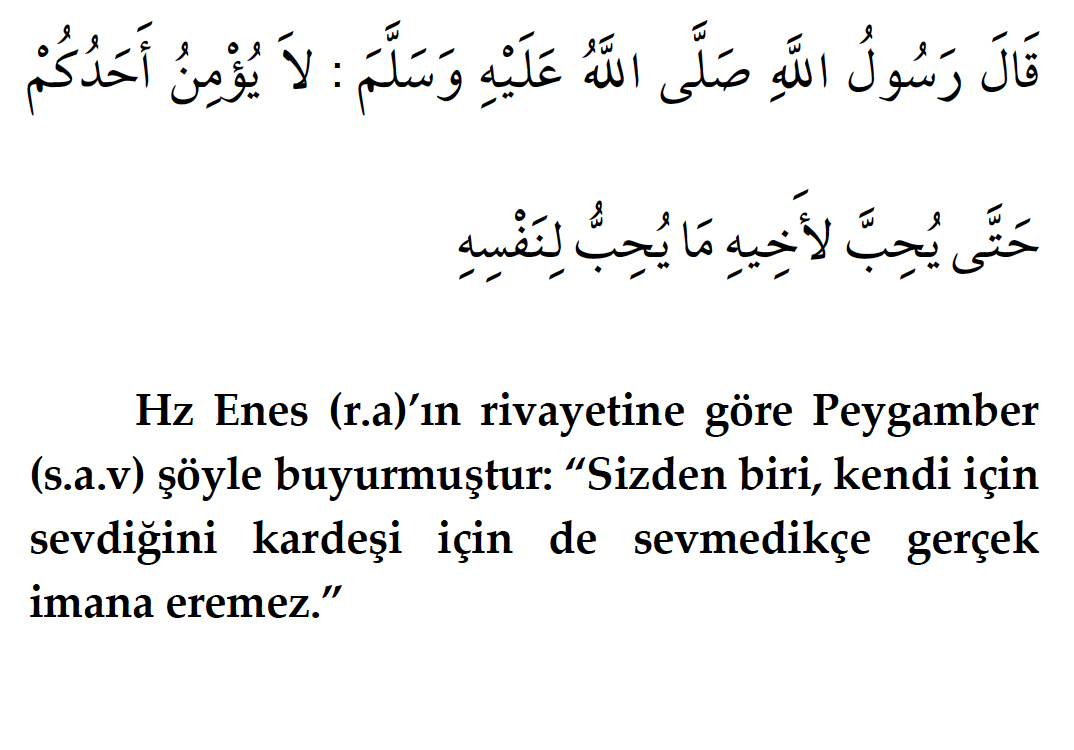 قَالَ رَسُولُ اللَّهِ صَلَّى اللَّهُ عَلَيْهِ وَسَلَّمَ : لاَ يُؤْمِنُ أَحَدُكُمْ
حَتَّى يُحِبَّ لأَخِيهِ مَا يُحِبُّ لِنَفْسِهِ
Hz Enes (r.a)’ın rivayetine göre Peygamber
(s.a.v) şöyle buyurmuştur: “Sizden biri, kendi için
sevdiğini kardeşi için de sevmedikçe gerçek
imana eremez.”